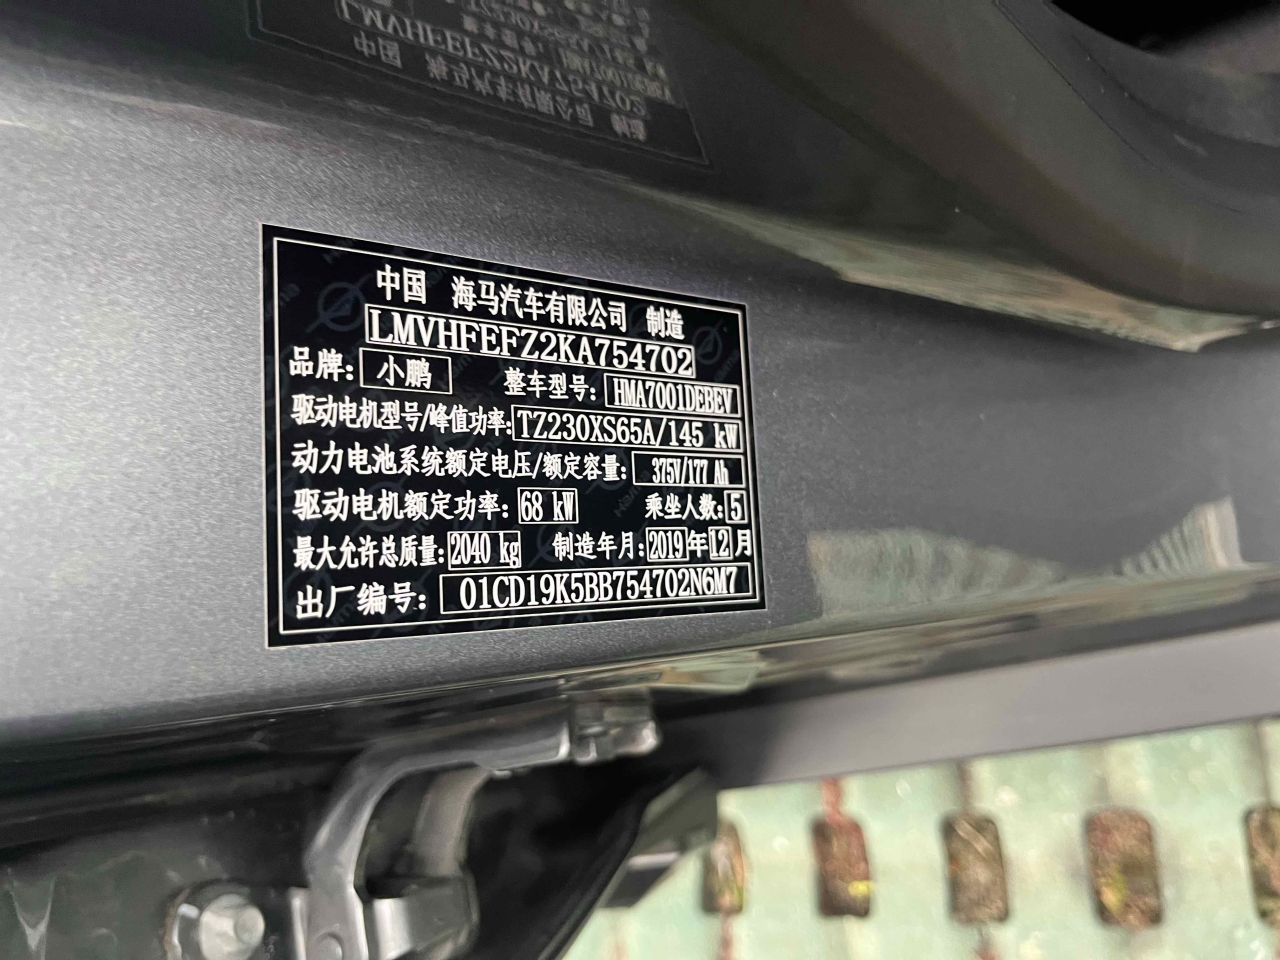 中国 海马汽车有限公司 制造
LMVHFEFZ2KA754702
品牌: 小鹏 整车型号: HMA7001DEBEV
驱动电机型号/峰值功率: TZ230XS65A/145 kW
动力电池系统额定电压/额定容量: 375V/177 Ah
驱动电机额定功率: 68 kW 乘坐人数: 5
最大允许总质量: 2040 kg 制造年月: 2019年12月
出厂编号: 01CD19K5BB754702N6M7